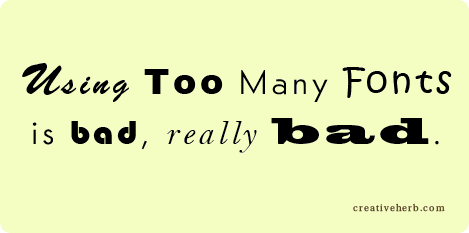 Using Too Many Fonts
is bad, really bad.
creativeherb.com